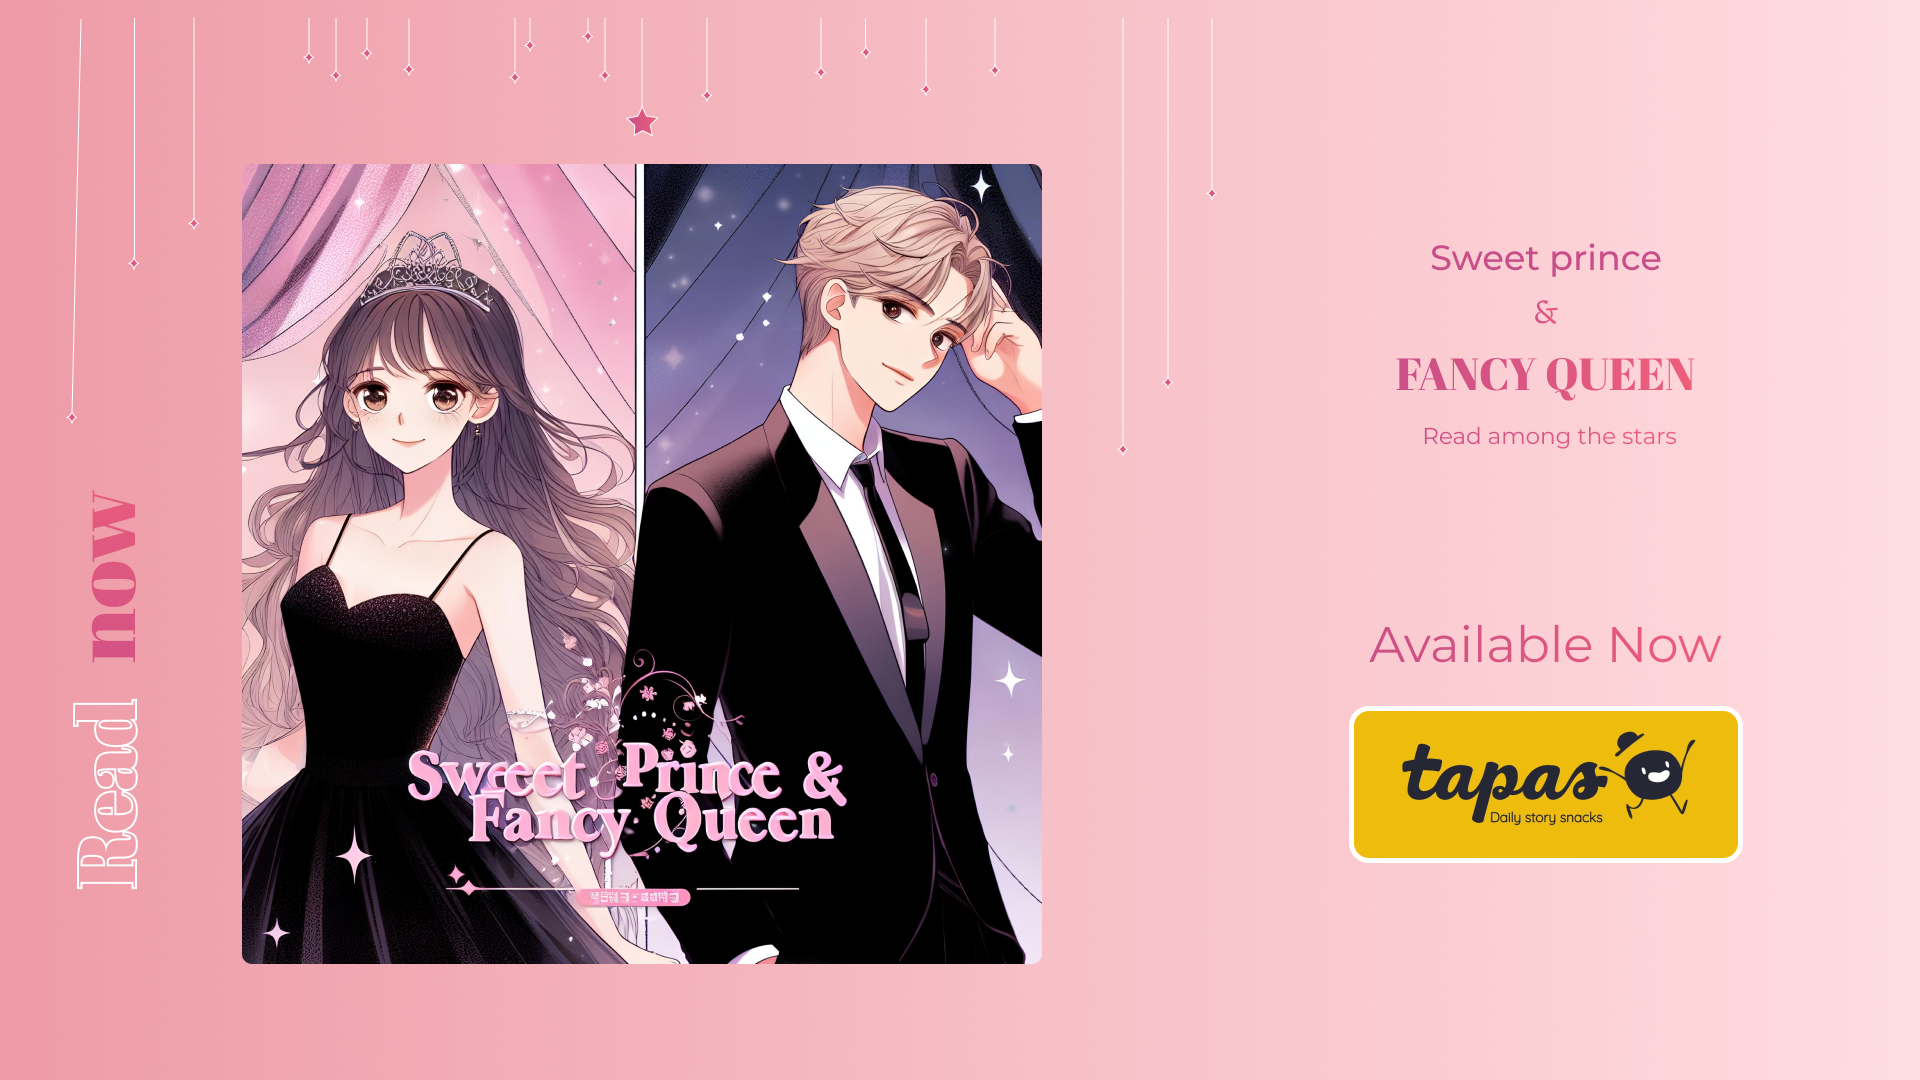 Read now
Sweet Prince &
Fancy Queen
Sweet prince
&
FANCY QUEEN
Read among the stars
Available Now
tapas
Daily story snacks